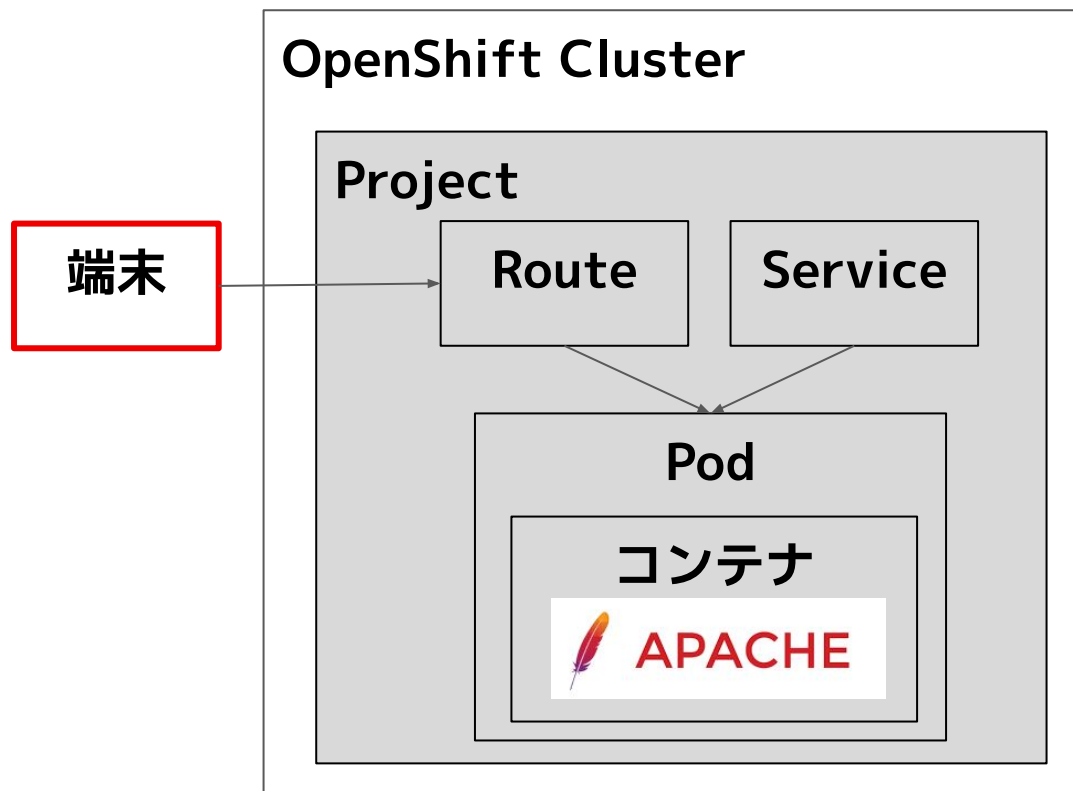 OpenShift Cluster
Project
端末
Route
Service
Pod
コンテナ
APACHE